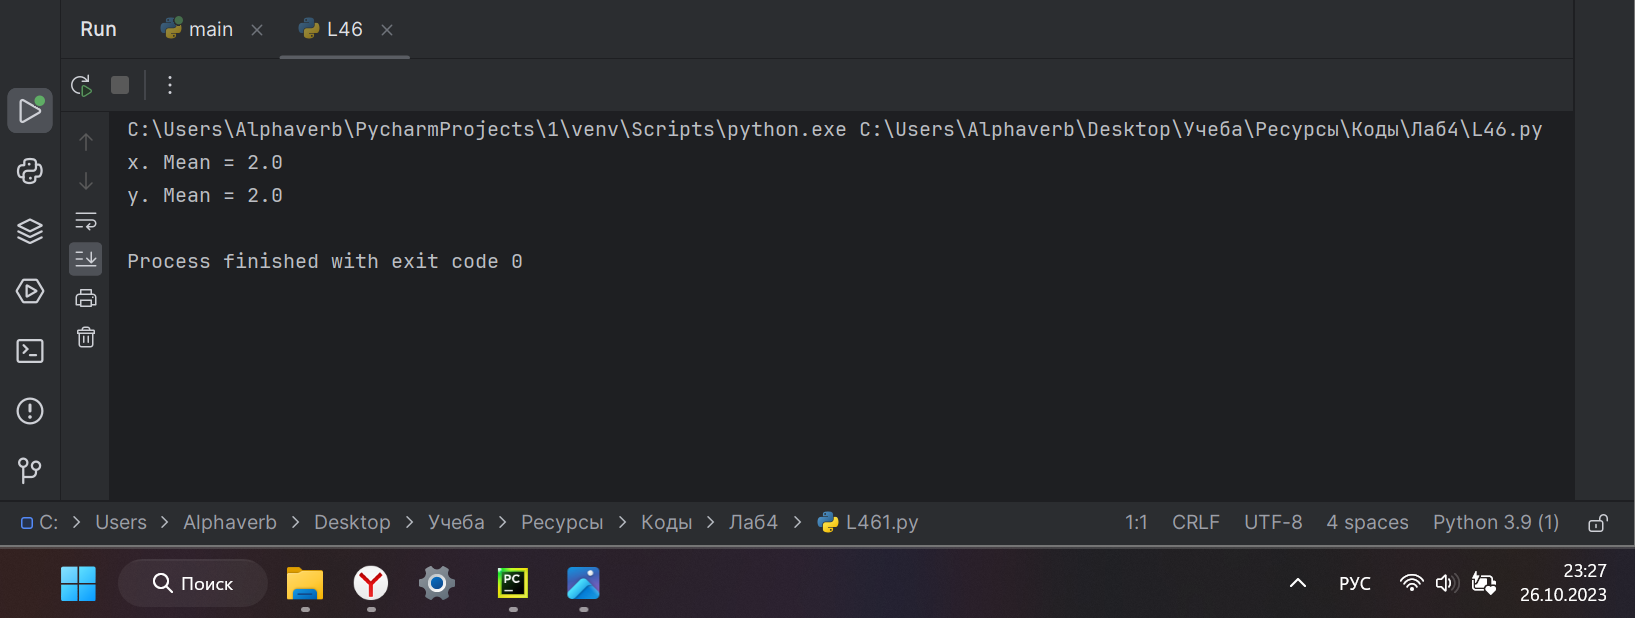 Run main L46
C:\Users\Alphaverb\PycharmProjects\1\venv\Scripts\python.exe C:\Users\Alphaverb\Desktop\Учеба\Ресурсы\Коды\Лаб4\L46.py
x. Mean = 2.0
y. Mean = 2.0
Process finished with exit code 0
C: > Users > Alphaverb > Desktop > Учеба > Ресурсы > Коды > Лаб4 > L461.py 1:1 CRLF UTF-8 4 spaces Python 3.9 (1)
Поиск PC РУС 23:27
26.10.2023